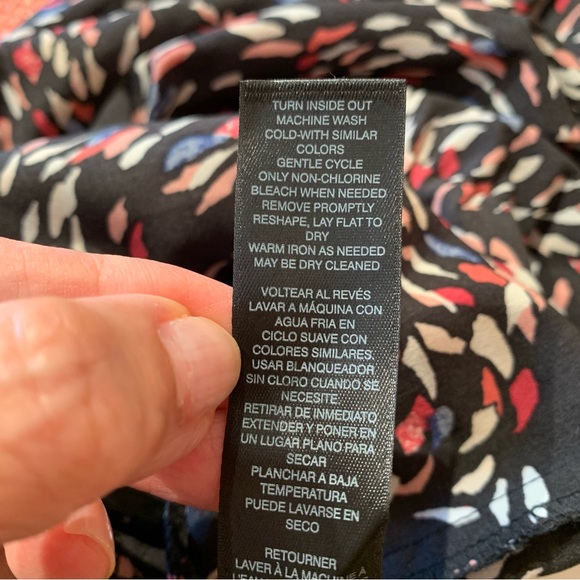 TURN INSIDE OUT
MACHINE WASH
COLD-WITH SIMILAR
COLORS
GENTLE CYCLE
ONLY NON-CHLORINE
BLEACH WHEN NEEDED
REMOVE PROMPTLY
RESHAPE, LAY FLAT TO
DRY
WARM IRON AS NEEDED
MAY BE DRY CLEANED
VOLTEAR AL REVÉS
LAVAR A MÁQUINA CON
AGUA FRIA EN
CICLO SUAVE CON
COLORES SIMILARES.
USAR BLANQUEADOR
SIN CLORO CUANDO SE
NECESITE
RETIRAR DE INMEDIATO
EXTENDER Y PONER EN
UN LUGAR PLANO PARA
SECAR
PLANCHAR A BAJA
TEMPERATURA
PUEDE LAVARSE EN
SECO
RETOURNER
LAVER À LA MACHINE À